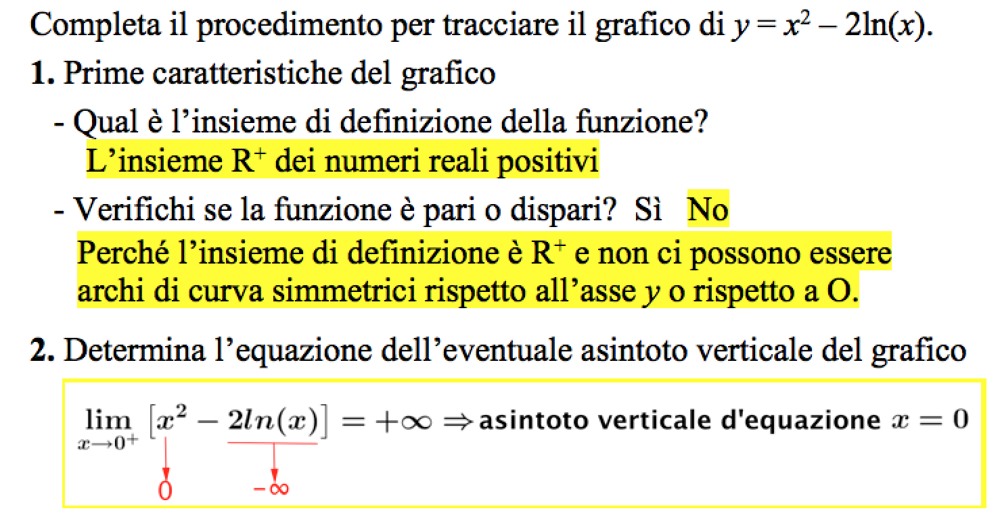 Completa il procedimento per tracciare il grafico di y = x² – 2ln(x).
1. Prime caratteristiche del grafico
- Qual è l’insieme di definizione della funzione?
L’insieme R⁺ dei numeri reali positivi
- Verifichi se la funzione è pari o dispari? Sì No
Perché l’insieme di definizione è R⁺ e non ci possono essere
archi di curva simmetrici rispetto all’asse y o rispetto a O.
2. Determina l’equazione dell’eventuale asintoto verticale del grafico
lim [x² − 2ln(x)] = +∞ ⇒ asintoto verticale d'equazione x = 0
x→0⁺
0 -∞